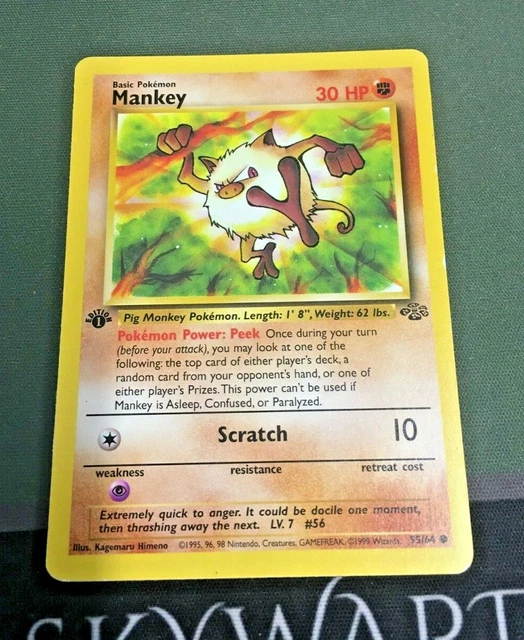 Basic Pokémon
Mankey
30 HP
EDITION
1
Pig Monkey Pokémon. Length: 1' 8", Weight: 62 lbs.
Pokémon Power: Peek Once during your turn
(before your attack), you may look at one of the
following: the top card of either player's deck, a
random card from your opponent's hand, or one of
either player's Prizes. This power can't be used if
Mankey is Asleep, Confused, or Paralyzed.
Scratch 10
weakness resistance retreat cost
Extremely quick to anger. It could be docile one moment,
then thrashing away the next. LV. 7 #56
Illus. Kagemaru Himeno ©1995, 96, 98 Nintendo, Creatures, GAMEFREAK. ©1999 Wizards. 55/64